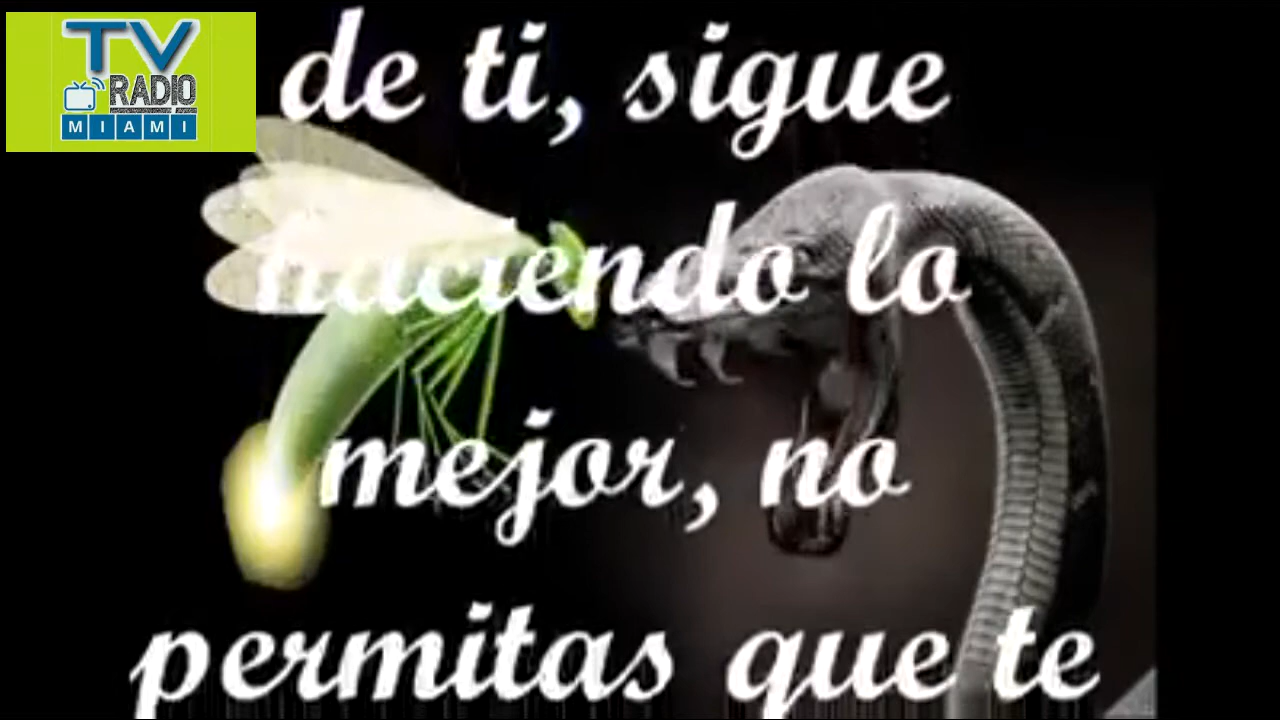 TV
RADIO
MIAMI
de ti, sigue
haciendo lo
mejor, no
permitas que te